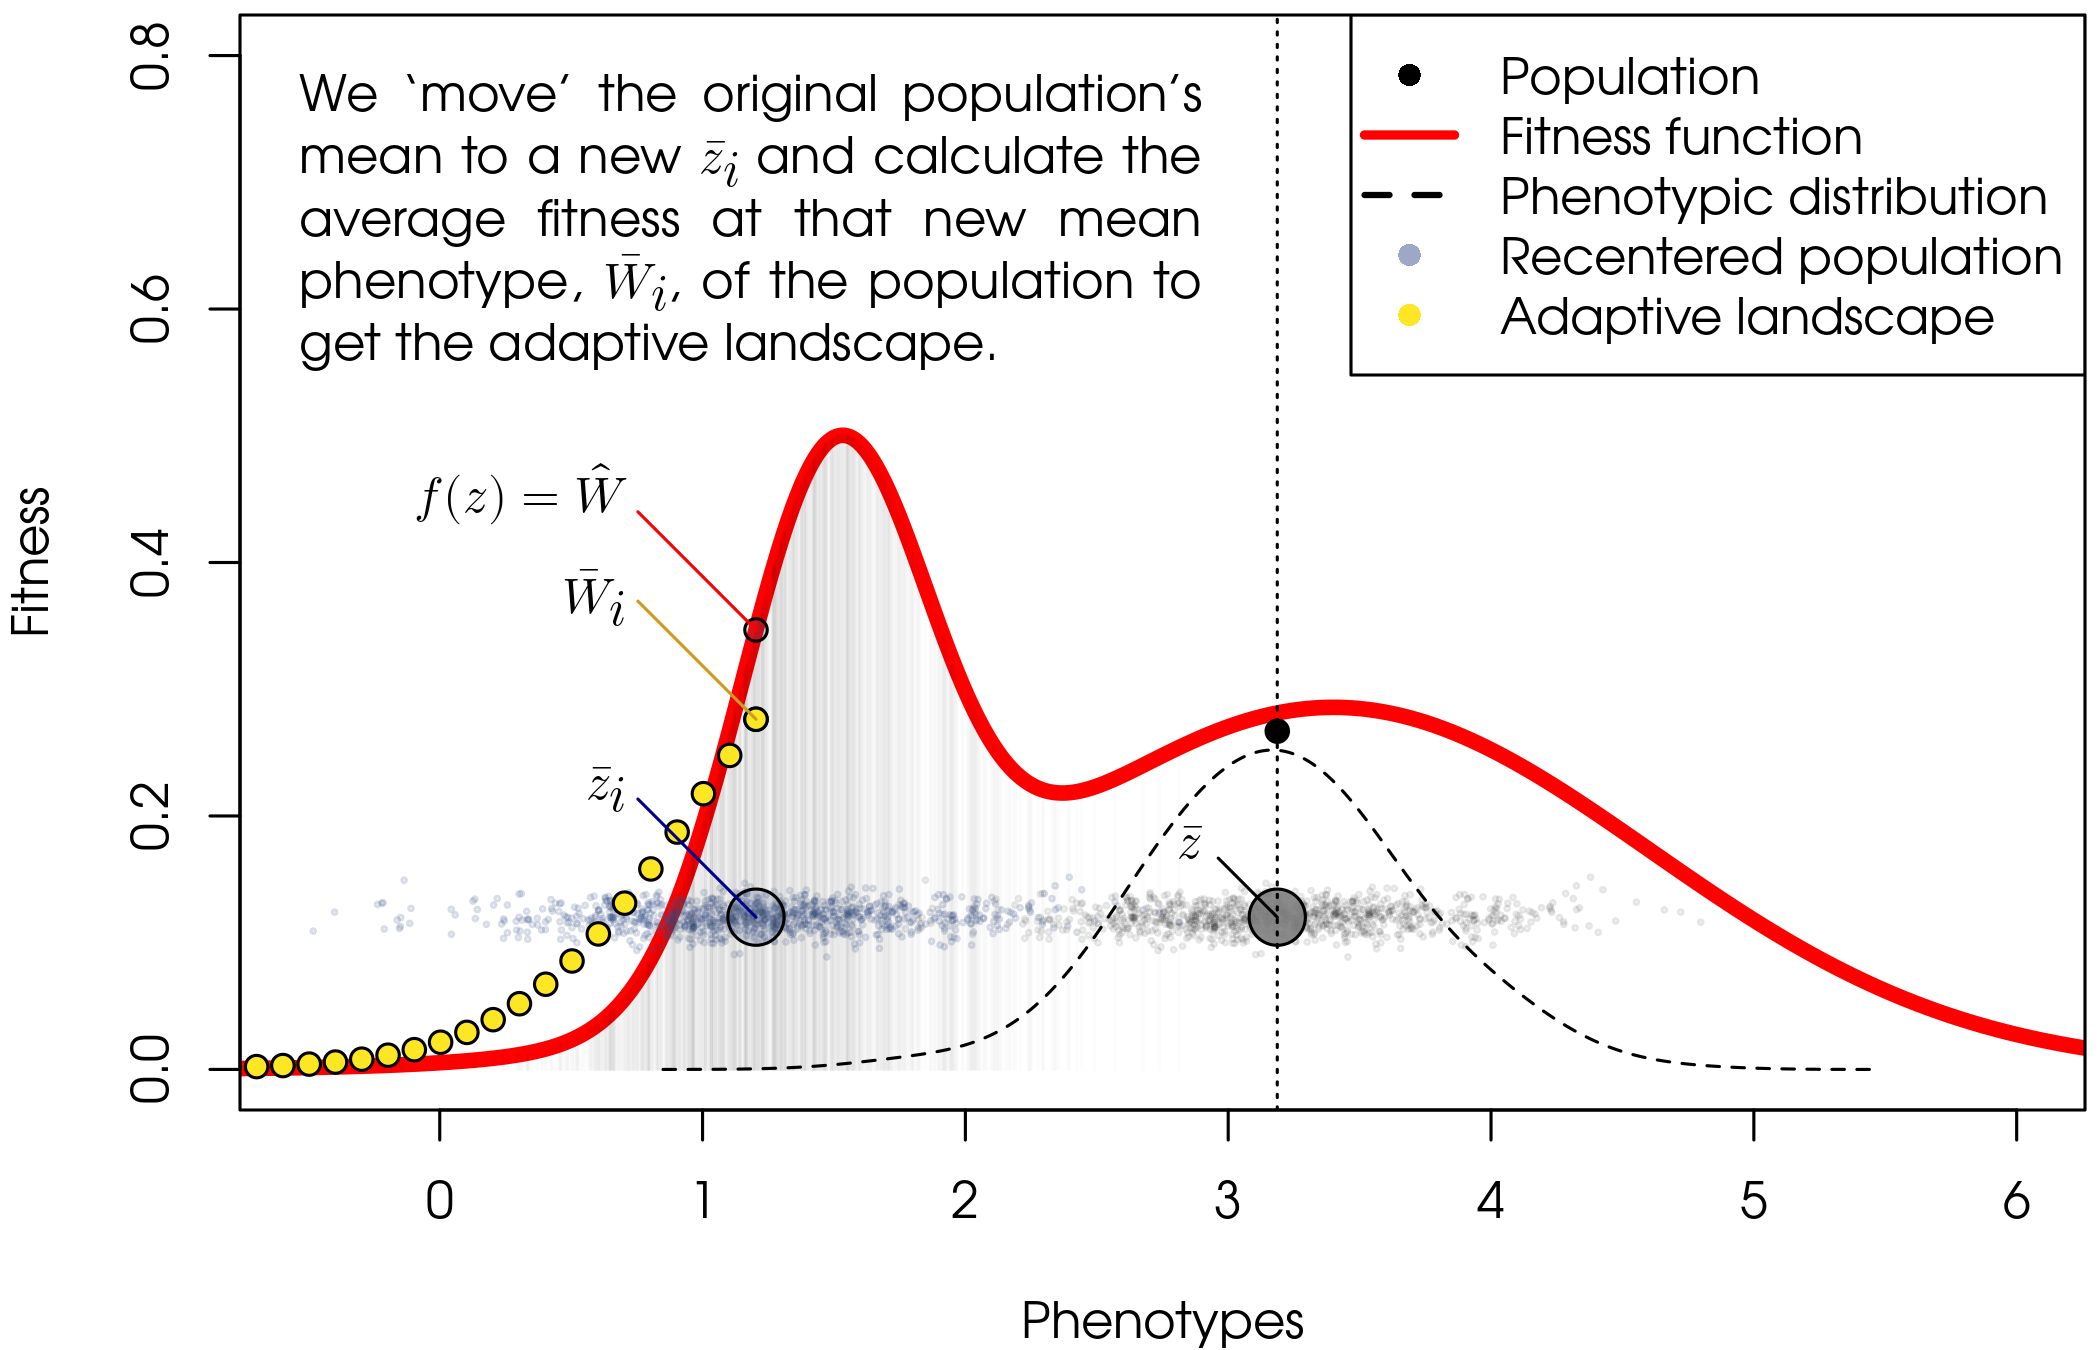 We ‘move’ the original population’s
mean to a new z̄ᵢ and calculate the
average fitness at that new mean
phenotype, W̄ᵢ, of the population to
get the adaptive landscape.
Population
Fitness function
Phenotypic distribution
Recentered population
Adaptive landscape
f(z) = Ŵ
W̄ᵢ
z̄ᵢ
z̄
Fitness
0.8
0.6
0.4
0.2
0.0
0 1 2 3 4 5 6
Phenotypes